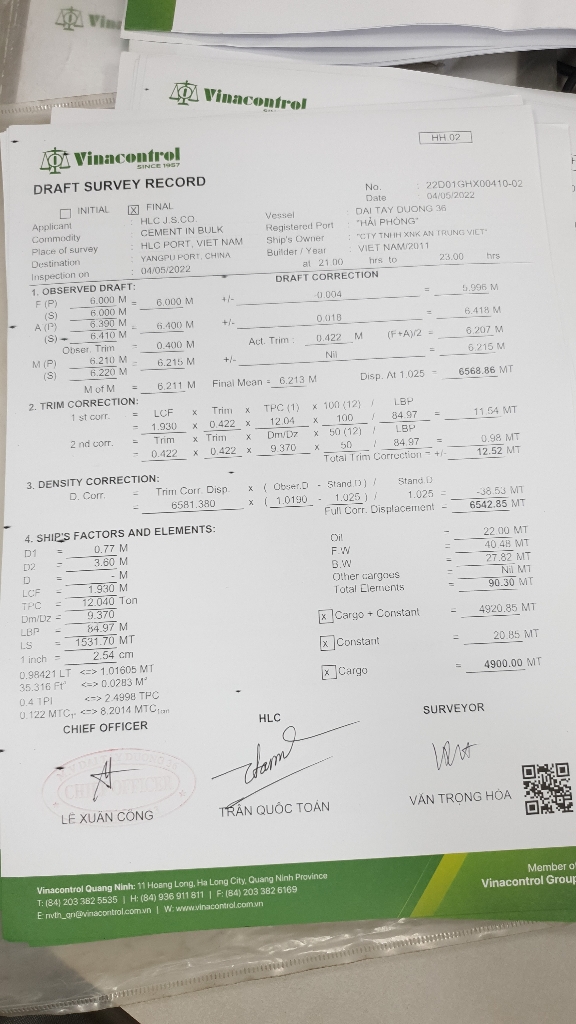 Vin
Vinacontrol
HH 02
Vinacontrol
SINCE 1957
DRAFT SURVEY RECORD
No. : 22D01GHX00410-02
Date : 04/05/2022
INITIAL X FINAL
Applicant : HLC J.S.CO. Vessel : DAI TAY DUONG 36
Commodity : CEMENT IN BULK Registered Port : "HẢI PHÒNG"
Place of survey : HLC PORT, VIET NAM Ship's Owner : "CTY TNHH XNK AN TRUNG VIET"
Destination : YANGPU PORT, CHINA Builder / Year : VIET NAM/2011
Inspection on : 04/05/2022 at 21.00 hrs to 23.00 hrs
1. OBSERVED DRAFT: DRAFT CORRECTION
F (P) 6.000 M = 6.000 M +/- -0.004 = 5.996 M
(S) 6.000 M
A (P) 6.390 M = 6.400 M +/- 0.018 = 6.418 M
(S) 6.410 M
Obser. Trim 0.400 M Act. Trim : 0.422 M (F+A)/2 = 6.207 M
M (P) 6.210 M = 6.215 M +/- Nil = 6.215 M
(S) 6.220 M
M of M = 6.211 M Final Mean = 6.213 M Disp. At 1.025 = 6568.86 MT
2. TRIM CORRECTION:
1 st corr. = LCF x Trim x TPC (1) x 100 (12) / LBP
= 1.930 x 0.422 x 12.04 x 100 / 84.97 = 11.54 MT
2 nd corr. = Trim x Trim x Dm/Dz x 50 (12) / LBP
= 0.422 x 0.422 x 9.370 x 50 / 84.97 = 0.98 MT
Total Trim Correction = +/- 12.52 MT
3. DENSITY CORRECTION:
D. Corr. = Trim Corr. Disp. x ( Obser.D - Stand.D ) / Stand.D
= 6581.380 x ( 1.0190 - 1.025 ) / 1.025 = -38.53 MT
Full Corr. Displacement = 6542.85 MT
4. SHIP'S FACTORS AND ELEMENTS:
D1 = 0.77 M Oil = 22.00 MT
D2 = 3.60 M F.W = 40.48 MT
D = - M B.W = 27.82 MT
LCF = 1.930 M Other cargoes = Nil MT
TPC = 12.040 Ton Total Elements = 90.30 MT
Dm/Dz = 9.370
LBP = 84.97 M X Cargo + Constant = 4920.85 MT
LS = 1531.70 MT
1 inch = 2.54 cm X Constant = 20.85 MT
0.98421 LT <=> 1.01605 MT
35.316 Ft³ <=> 0.0283 M³ X Cargo = 4900.00 MT
0.4 TPI <=> 2.4998 TPC
0.122 MTC1" <=> 8.2014 MTC1cm
CHIEF OFFICER HLC SURVEYOR
LÊ XUÂN CÔNG TRẦN QUỐC TOẢN VĂN TRỌNG HÒA
Vinacontrol Quang Ninh: 11 Hoang Long, Ha Long City, Quang Ninh Province
T: (84) 203 382 5535 | H: (84) 936 911 811 | F: (84) 203 382 6169
E: nvth_qn@vinacontrol.com.vn | W: www.vinacontrol.com.vn
Member of
Vinacontrol Group